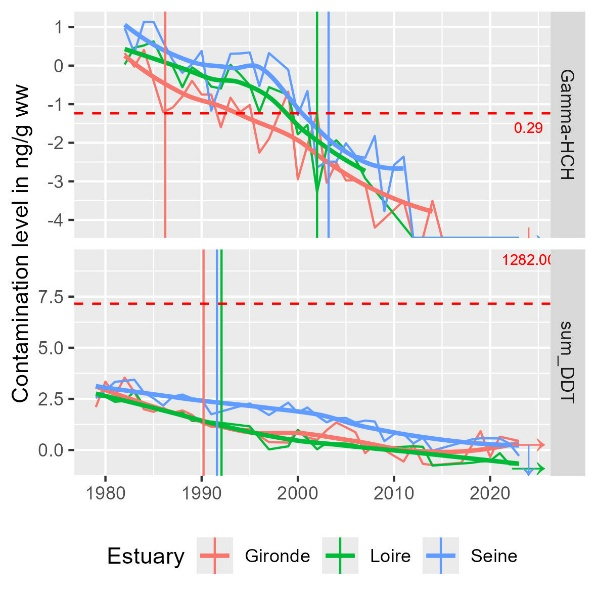 Contamination level in ng/g ww
1
0
-1
-2
-3
-4
0.29
Gamma-HCH
7.5
5.0
2.5
0.0
1282.00
sum_DDT
1980
1990
2000
2010
2020
Estuary
Gironde
Loire
Seine